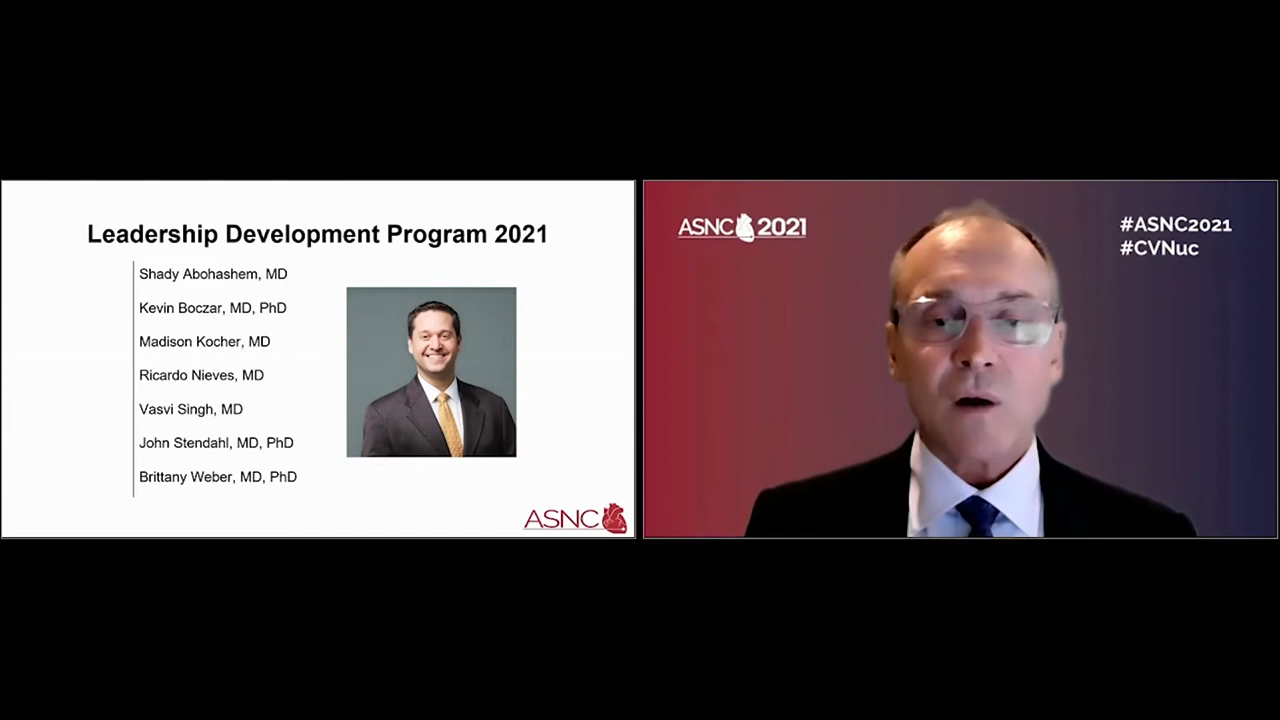 Leadership Development Program 2021
Shady Abohashem, MD
Kevin Boczar, MD, PhD
Madison Kocher, MD
Ricardo Nieves, MD
Vasvi Singh, MD
John Stendahl, MD, PhD
Brittany Weber, MD, PhD
ASNC
ASNC 2021
#ASNC2021
#CVNuc